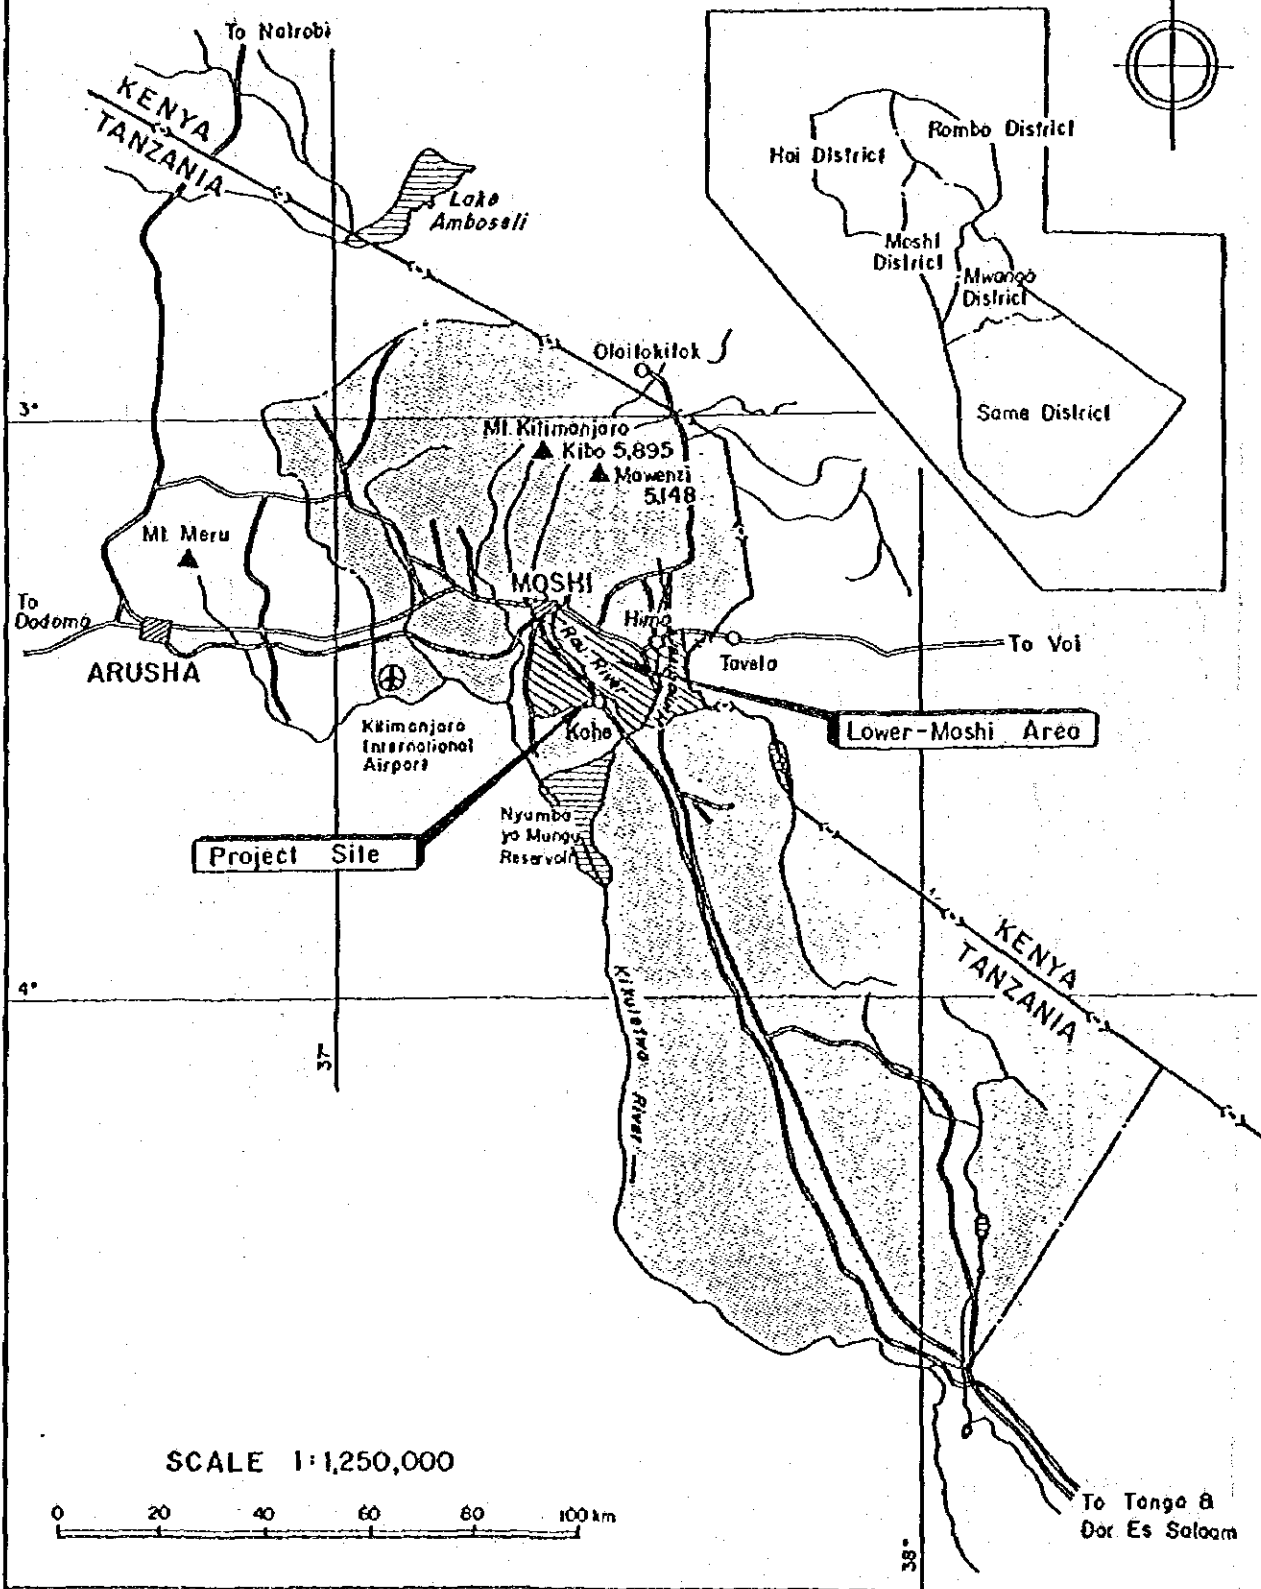 To Nairobi
KENYA
TANZANIA
Lake
Amboseli
Rombo District
Hai District
Moshi
District
Mwanga
District
Same District
Oloitokitok
3°
Mt. Kilimanjaro
Kibo 5,895
Mawenzi
5,148
Mt. Meru
MOSHI
To
Dodoma
ARUSHA
Himo
Rau River
Taveta
To Voi
Kilimanjaro
International
Airport
Kahe
Lower-Moshi Area
Nyumba
ya Mungu
Reservoir
Project Site
KENYA
TANZANIA
4°
37°
Kikuletwa River
SCALE 1:1,250,000
0 20 40 60 80 100 km
To Tanga &
Dar Es Salaam
38°